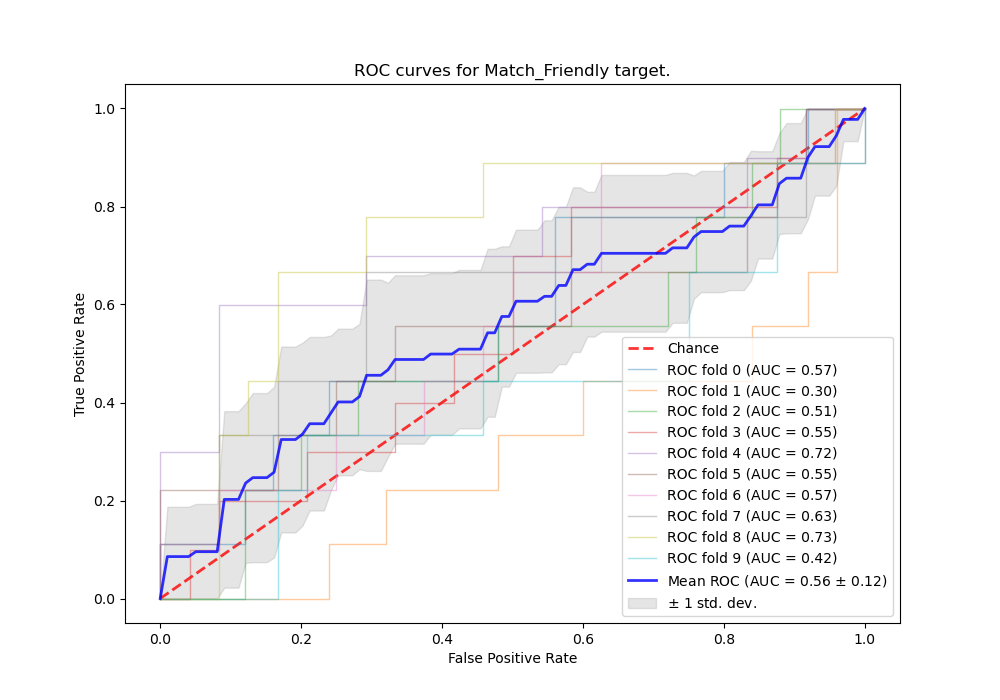 ROC curves for Match_Friendly target.
True Positive Rate
1.0
0.8
0.6
0.4
0.2
0.0
Chance
ROC fold 0 (AUC = 0.57)
ROC fold 1 (AUC = 0.30)
ROC fold 2 (AUC = 0.51)
ROC fold 3 (AUC = 0.55)
ROC fold 4 (AUC = 0.72)
ROC fold 5 (AUC = 0.55)
ROC fold 6 (AUC = 0.57)
ROC fold 7 (AUC = 0.63)
ROC fold 8 (AUC = 0.73)
ROC fold 9 (AUC = 0.42)
Mean ROC (AUC = 0.56 ± 0.12)
± 1 std. dev.
0.0 0.2 0.4 0.6 0.8 1.0
False Positive Rate